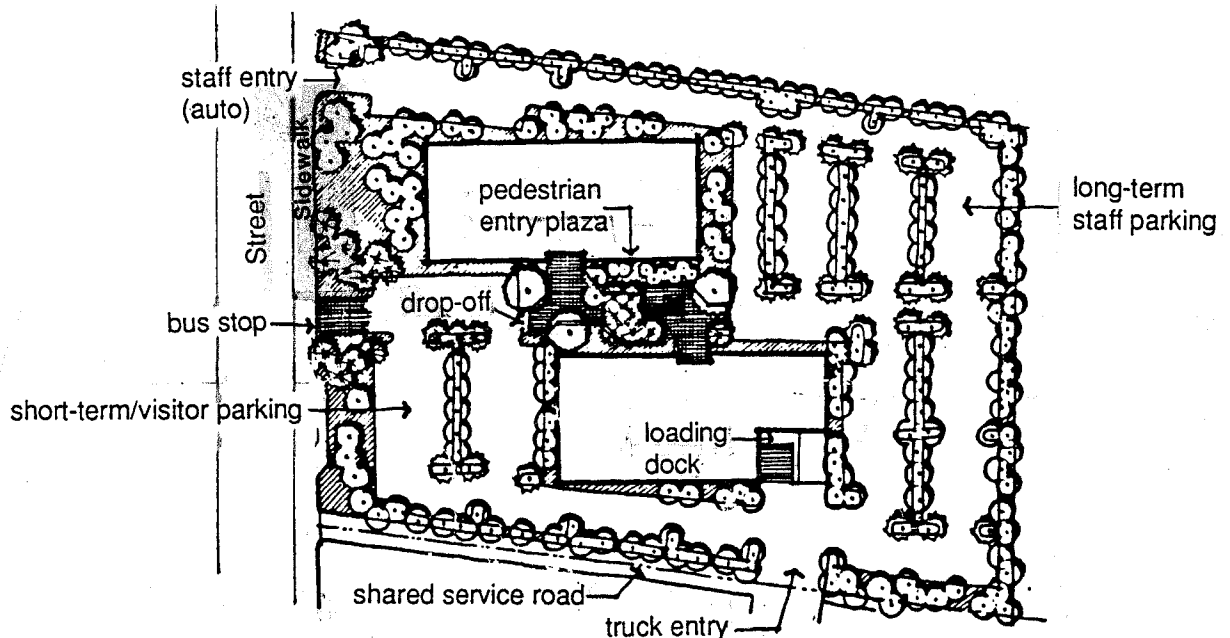 staff entry
(auto)
Sidewalk
Street
pedestrian
entry plaza
long-term
staff parking
drop-off
bus stop
short-term/visitor parking
loading
dock
shared service road
truck entry